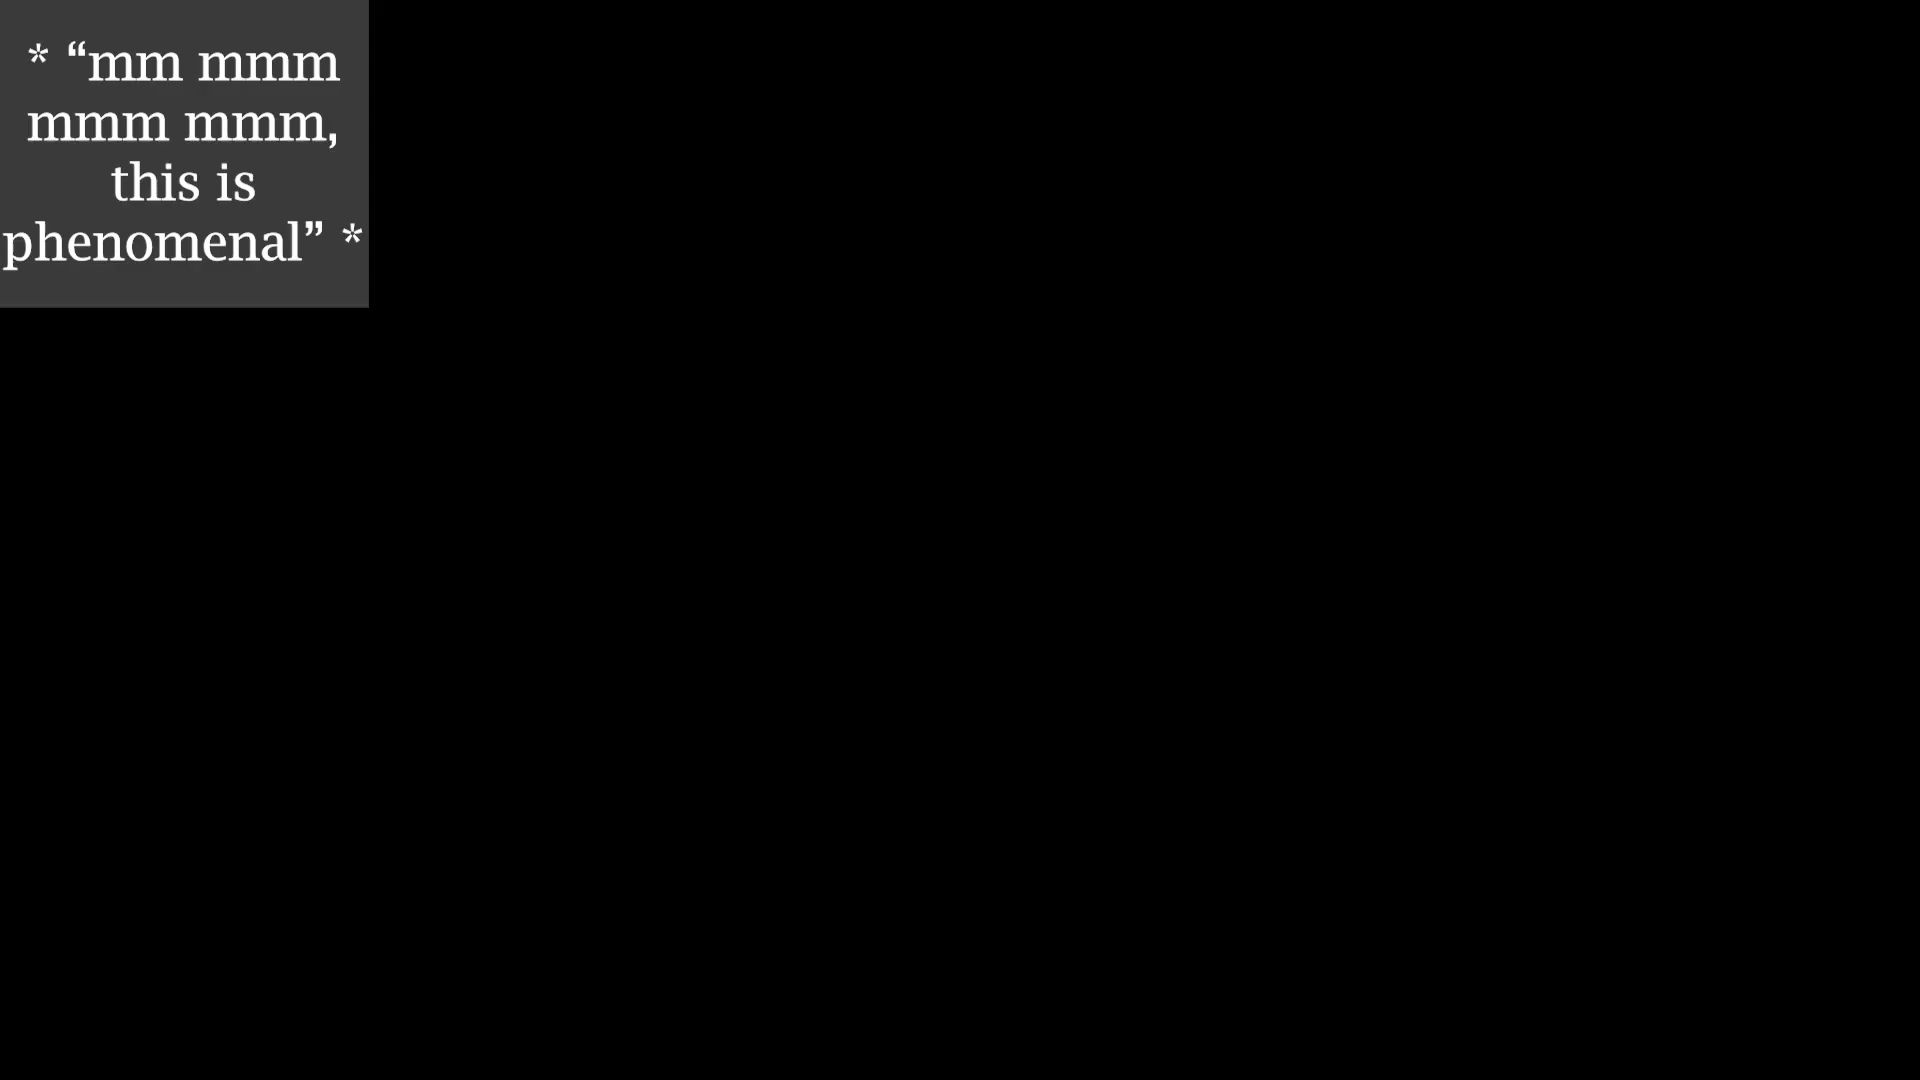 * “mm mmm
mmm mmm,
this is
phenomenal” *